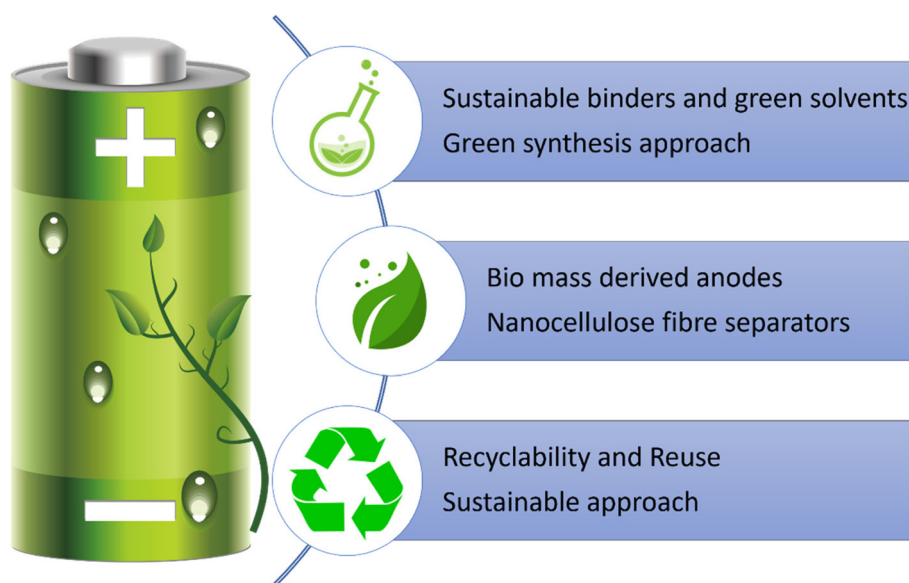 Sustainable binders and green solvents
Green synthesis approach
Bio mass derived anodes
Nanocellulose fibre separators
Recyclability and Reuse
Sustainable approach